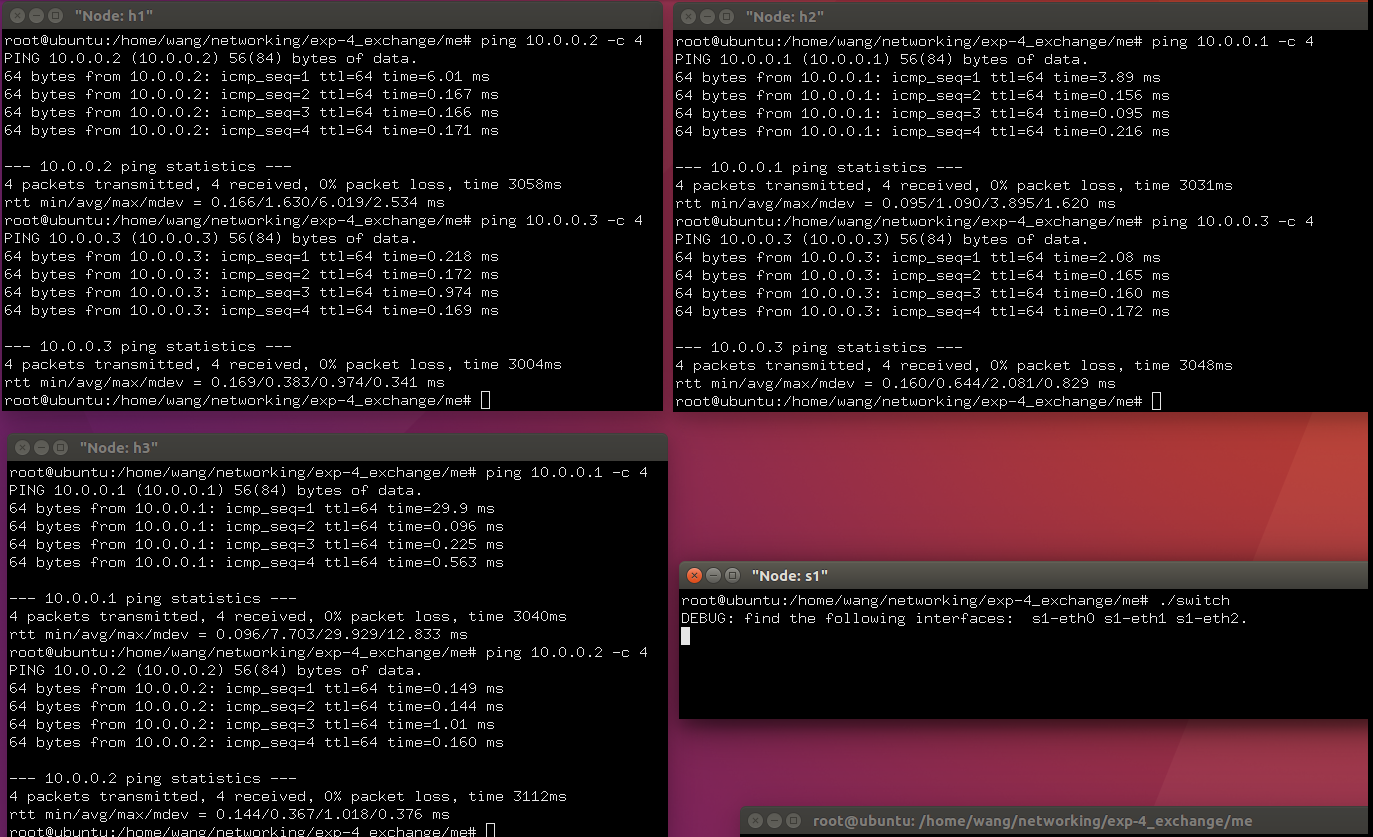 "Node: h1"
root@ubuntu:/home/wang/networking/exp-4_exchange/me# ping 10.0.0.2 -c 4
PING 10.0.0.2 (10.0.0.2) 56(84) bytes of data.
64 bytes from 10.0.0.2: icmp_seq=1 ttl=64 time=6.01 ms
64 bytes from 10.0.0.2: icmp_seq=2 ttl=64 time=0.167 ms
64 bytes from 10.0.0.2: icmp_seq=3 ttl=64 time=0.166 ms
64 bytes from 10.0.0.2: icmp_seq=4 ttl=64 time=0.171 ms
--- 10.0.0.2 ping statistics ---
4 packets transmitted, 4 received, 0% packet loss, time 3058ms
rtt min/avg/max/mdev = 0.166/1.630/6.019/2.534 ms
root@ubuntu:/home/wang/networking/exp-4_exchange/me# ping 10.0.0.3 -c 4
PING 10.0.0.3 (10.0.0.3) 56(84) bytes of data.
64 bytes from 10.0.0.3: icmp_seq=1 ttl=64 time=0.218 ms
64 bytes from 10.0.0.3: icmp_seq=2 ttl=64 time=0.172 ms
64 bytes from 10.0.0.3: icmp_seq=3 ttl=64 time=0.974 ms
64 bytes from 10.0.0.3: icmp_seq=4 ttl=64 time=0.169 ms
--- 10.0.0.3 ping statistics ---
4 packets transmitted, 4 received, 0% packet loss, time 3004ms
rtt min/avg/max/mdev = 0.169/0.383/0.974/0.341 ms
root@ubuntu:/home/wang/networking/exp-4_exchange/me#
"Node: h2"
root@ubuntu:/home/wang/networking/exp-4_exchange/me# ping 10.0.0.1 -c 4
PING 10.0.0.1 (10.0.0.1) 56(84) bytes of data.
64 bytes from 10.0.0.1: icmp_seq=1 ttl=64 time=3.89 ms
64 bytes from 10.0.0.1: icmp_seq=2 ttl=64 time=0.156 ms
64 bytes from 10.0.0.1: icmp_seq=3 ttl=64 time=0.095 ms
64 bytes from 10.0.0.1: icmp_seq=4 ttl=64 time=0.216 ms
--- 10.0.0.1 ping statistics ---
4 packets transmitted, 4 received, 0% packet loss, time 3031ms
rtt min/avg/max/mdev = 0.095/1.090/3.895/1.620 ms
root@ubuntu:/home/wang/networking/exp-4_exchange/me# ping 10.0.0.3 -c 4
PING 10.0.0.3 (10.0.0.3) 56(84) bytes of data.
64 bytes from 10.0.0.3: icmp_seq=1 ttl=64 time=2.08 ms
64 bytes from 10.0.0.3: icmp_seq=2 ttl=64 time=0.165 ms
64 bytes from 10.0.0.3: icmp_seq=3 ttl=64 time=0.160 ms
64 bytes from 10.0.0.3: icmp_seq=4 ttl=64 time=0.172 ms
--- 10.0.0.3 ping statistics ---
4 packets transmitted, 4 received, 0% packet loss, time 3048ms
rtt min/avg/max/mdev = 0.160/0.644/2.081/0.829 ms
root@ubuntu:/home/wang/networking/exp-4_exchange/me#
"Node: h3"
root@ubuntu:/home/wang/networking/exp-4_exchange/me# ping 10.0.0.1 -c 4
PING 10.0.0.1 (10.0.0.1) 56(84) bytes of data.
64 bytes from 10.0.0.1: icmp_seq=1 ttl=64 time=29.9 ms
64 bytes from 10.0.0.1: icmp_seq=2 ttl=64 time=0.096 ms
64 bytes from 10.0.0.1: icmp_seq=3 ttl=64 time=0.225 ms
64 bytes from 10.0.0.1: icmp_seq=4 ttl=64 time=0.563 ms
--- 10.0.0.1 ping statistics ---
4 packets transmitted, 4 received, 0% packet loss, time 3040ms
rtt min/avg/max/mdev = 0.096/7.703/29.929/12.833 ms
root@ubuntu:/home/wang/networking/exp-4_exchange/me# ping 10.0.0.2 -c 4
PING 10.0.0.2 (10.0.0.2) 56(84) bytes of data.
64 bytes from 10.0.0.2: icmp_seq=1 ttl=64 time=0.149 ms
64 bytes from 10.0.0.2: icmp_seq=2 ttl=64 time=0.144 ms
64 bytes from 10.0.0.2: icmp_seq=3 ttl=64 time=1.01 ms
64 bytes from 10.0.0.2: icmp_seq=4 ttl=64 time=0.160 ms
--- 10.0.0.2 ping statistics ---
4 packets transmitted, 4 received, 0% packet loss, time 3112ms
rtt min/avg/max/mdev = 0.144/0.367/1.018/0.376 ms
root@ubuntu:/home/wang/networking/exp-4_exchange/me#
"Node: s1"
root@ubuntu:/home/wang/networking/exp-4_exchange/me# ./switch
DEBUG: find the following interfaces:  s1-eth0 s1-eth1 s1-eth2.
root@ubuntu: /home/wang/networking/exp-4_exchange/me